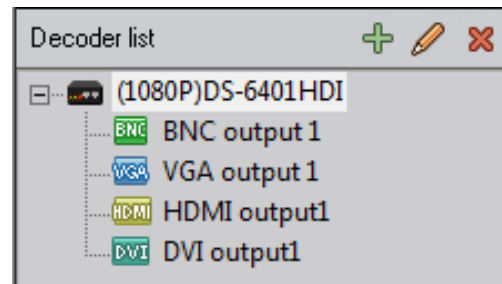 Decoder list
(1080P)DS-6401HDI
BNC BNC output 1
VGA VGA output 1
HDMI HDMI output1
DVI DVI output1